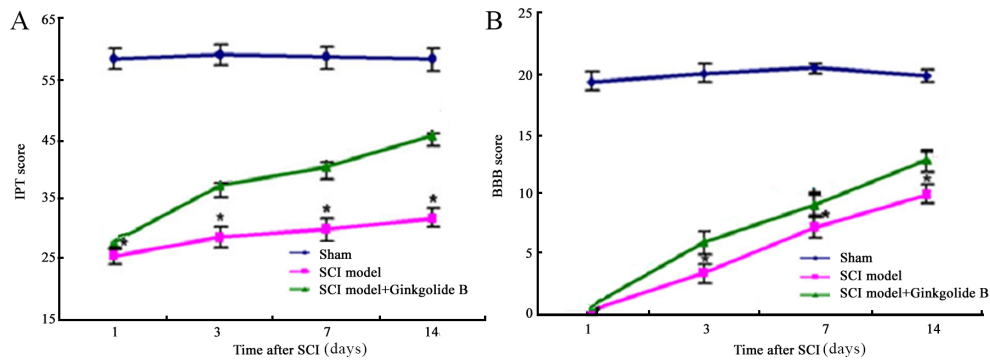 A
65
55
45
35
25
15
IPT score
*
*
*
*
Sham
SCI model
SCI model+Ginkgolide B
1
3
7
14
Time after SCI (days)
B
25
20
15
10
5
0
BBB score
*
*
*
Sham
SCI model
SCI model+Ginkgolide B
1
3
7
14
Time after SCI (days)